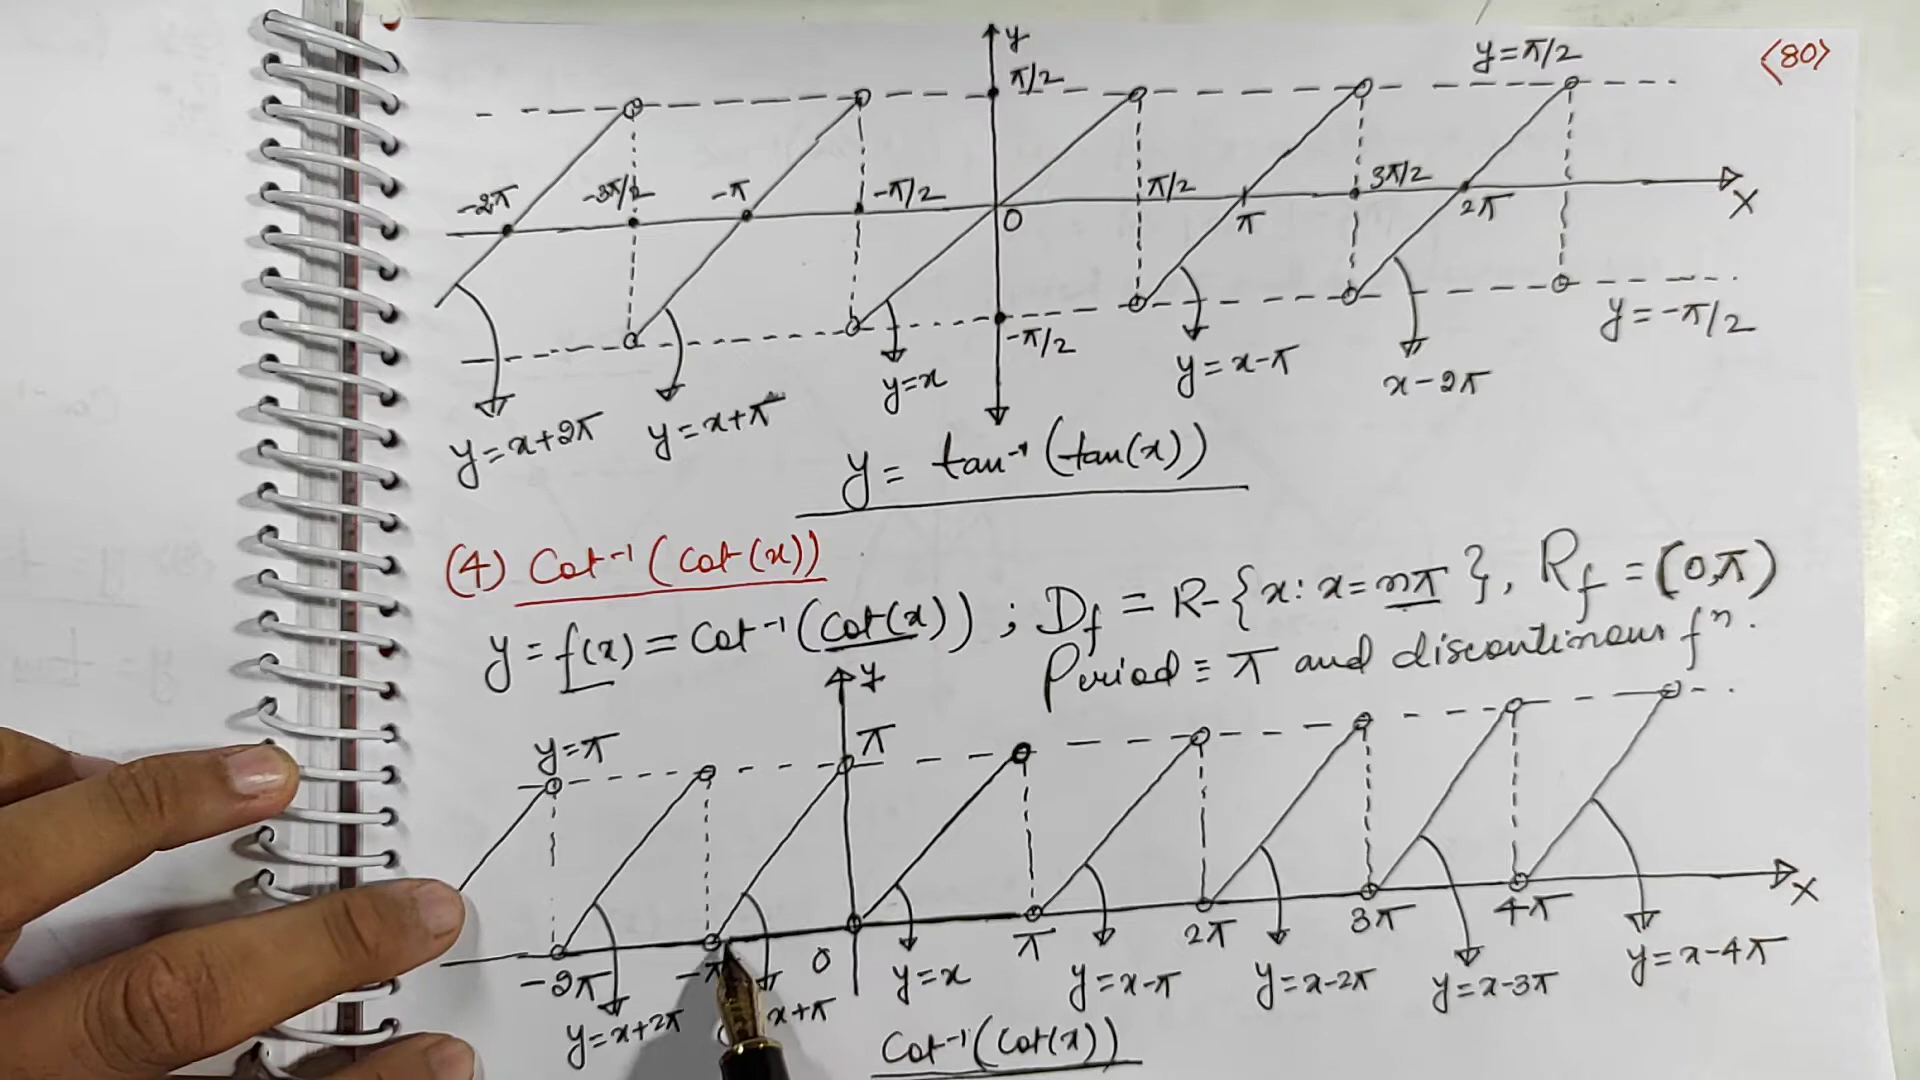 ⟨80⟩
y
π/2
y=π/2
-2π -3π/2 -π -π/2 0 π/2 π 3π/2 2π X
-π/2
y=-π/2
y=x+2π y=x+π y=x y=x-π x-2π
y= tan⁻¹(tan(x))
(4) Cot⁻¹(Cot(x))
y=f(x)=Cot⁻¹(Cot(x)) ; Df = R-{x: x=nπ}, Rf = (0,π)
Period = π and discontinuous fⁿ.
y
y=π π
-2π -π 0 π 2π 3π 4π X
y=x+2π x+π y=x y=x-π y=x-2π y=x-3π y=x-4π
Cot⁻¹(Cot(x))